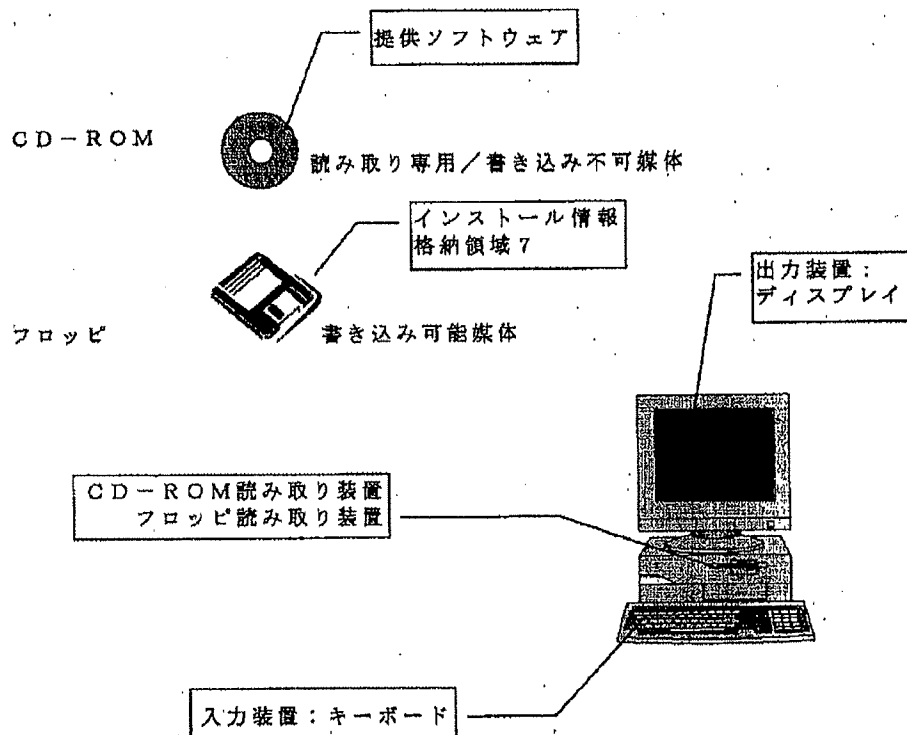 提供ソフトウェア
CD-ROM
読み取り専用/書き込み不可媒体
インストール情報
格納領域7
出力装置:
ディスプレイ
フロッピ
書き込み可能媒体
CD-ROM読み取り装置
フロッピ読み取り装置
入力装置:キーボード